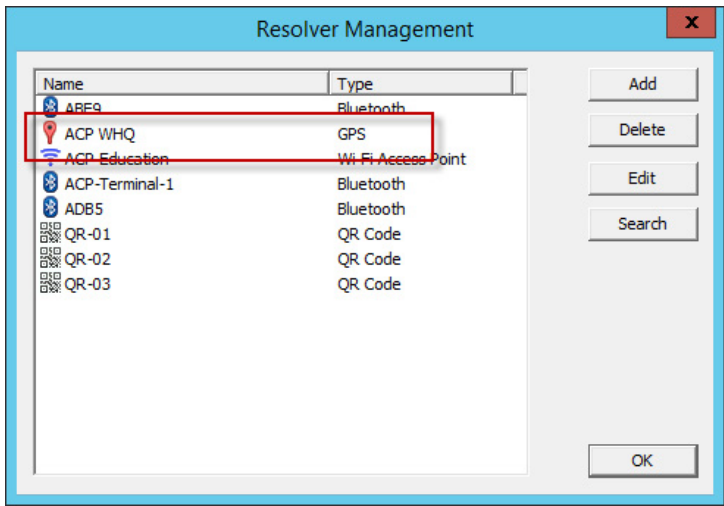 Resolver Management
x
Name Type
ABE9 Bluetooth
ACP WHQ GPS
ACP-Education Wi-Fi Access Point
ACP-Terminal-1 Bluetooth
ADB5 Bluetooth
QR-01 QR Code
QR-02 QR Code
QR-03 QR Code
Add
Delete
Edit
Search
OK